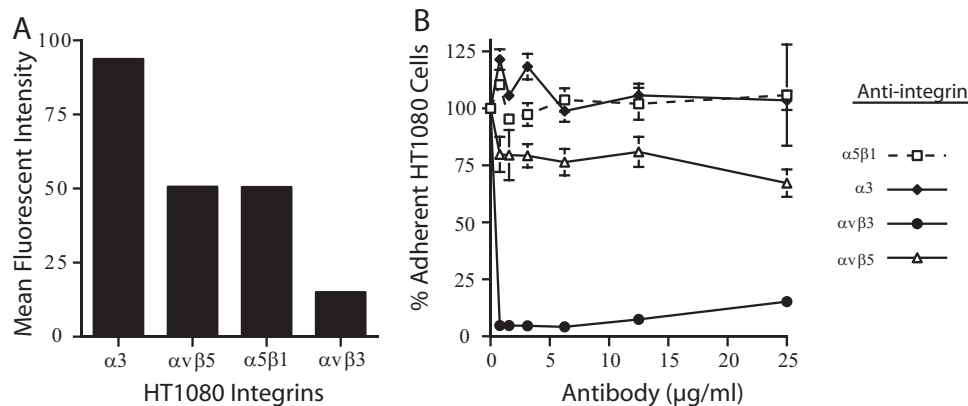 A
Mean Fluorescent Intensity
100
75
50
25
0
α3
αvβ5
α5β1
αvβ3
HT1080 Integrins
B
% Adherent HT1080 Cells
125
100
75
50
25
0
0
5
10
15
20
25
Antibody (µg/ml)
Anti-integrin
α5β1
α3
αvβ3
αvβ5